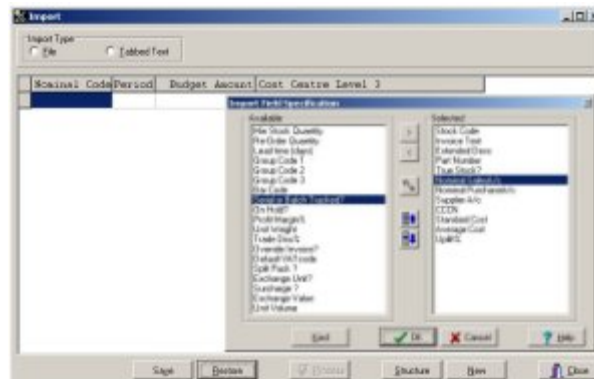 Import
Import Type
File
Tabbed Text
Nominal Code Period Budget Amount Cost Centre Level 3
Import Field Specification
Available
Min Stock Quantity
Re-Order Quantity
Lead time (days)
Group Code 1
Group Code 2
Group Code 3
Bar Code
Serial or Batch Tracked?
On Hold?
Profit Margin%
Unit Weight
Trade Disc%
Override Invoice?
Default VAT code
Split Pack ?
Exchange Unit?
Surcharge ?
Exchange Value
Unit Volume
Selected
Stock Code
Invoice Text
Extended Desc
Part Number
True Stock?
Nominal Sales A/c
Nominal Purchase A/c
Supplier A/c
CCCN
Standard Cost
Average Cost
Uplift%
OK
Cancel
Help
Save
Restore
Structure
New
Close